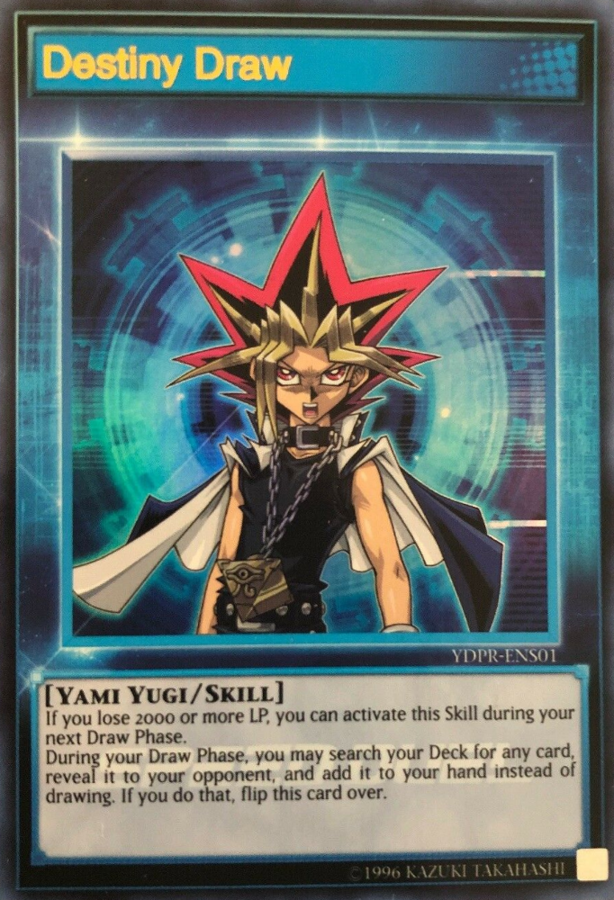 Destiny Draw
YDPR-ENS01
[YAMI YUGI/SKILL]
If you lose 2000 or more LP, you can activate this Skill during your
next Draw Phase.
During your Draw Phase, you may search your Deck for any card,
reveal it to your opponent, and add it to your hand instead of
drawing. If you do that, flip this card over.
©1996 KAZUKI TAKAHASHI